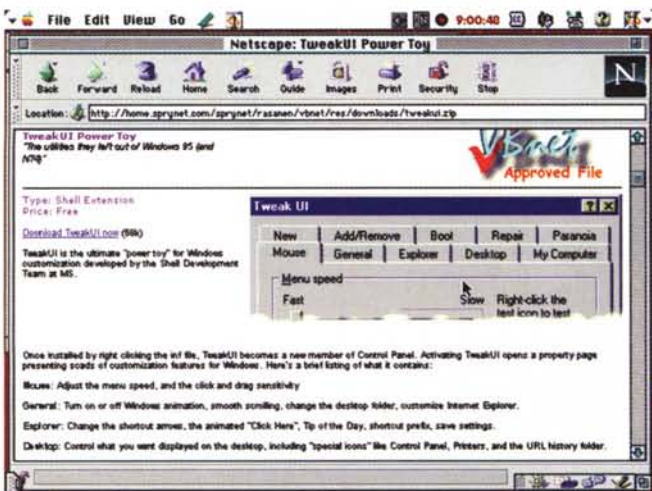 File Edit View Go 9:00:48
Netscape: TweakUI Power Toy
Back Forward Reload Home Search Guide Images Print Security Stop
N
Location: http://home.sprynet.com/sprynet/rasanen/vbnet/res/downloads/tweakui.zip
TweakUI Power Toy
"The utilities they left out of Windows 95 (and NT4)"
VBnet
Approved File
Type: Shell Extension
Price: Free
Download TweakUI now (56k)
TweakUI is the ultimate "power toy" for Windows
customization developed by the Shell Development
Team at MS.
Tweak UI
New Add/Remove Boot Repair Paranoia
Mouse General Explorer Desktop My Computer
Menu speed
Fast Slow Right-click the
test icon to test
Once installed by right clicking the inf file, TweakUI becomes a new member of Control Panel. Activating TweakUI opens a property page
presenting scads of customization features for Windows. Here's a brief listing of what it contains:
Mouse: Adjust the menu speed, and the click and drag sensitivity
General: Turn on or off Windows animation, smooth scrolling, change the desktop folder, customize Internet Explorer.
Explorer: Change the shortcut arrows, the animated "Click Here", Tip of the Day, shortcut prefix, save settings.
Desktop: Control what you want displayed on the desktop, including "special icons" like Control Panel, Printers, and the URL history folder.